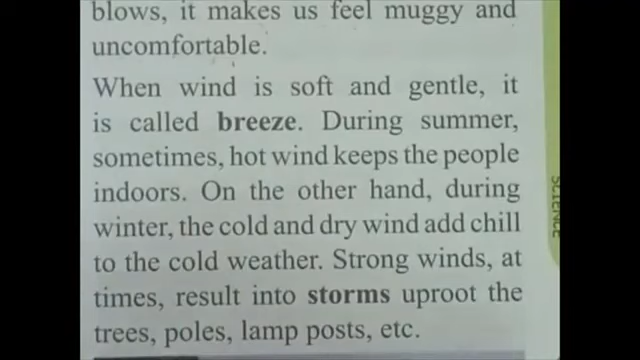 blows, it makes us feel muggy and
uncomfortable.
When wind is soft and gentle, it
is called breeze. During summer,
sometimes, hot wind keeps the people
indoors. On the other hand, during
winter, the cold and dry wind add chill
to the cold weather. Strong winds, at
times, result into storms uproot the
trees, poles, lamp posts, etc.
SCIENCE